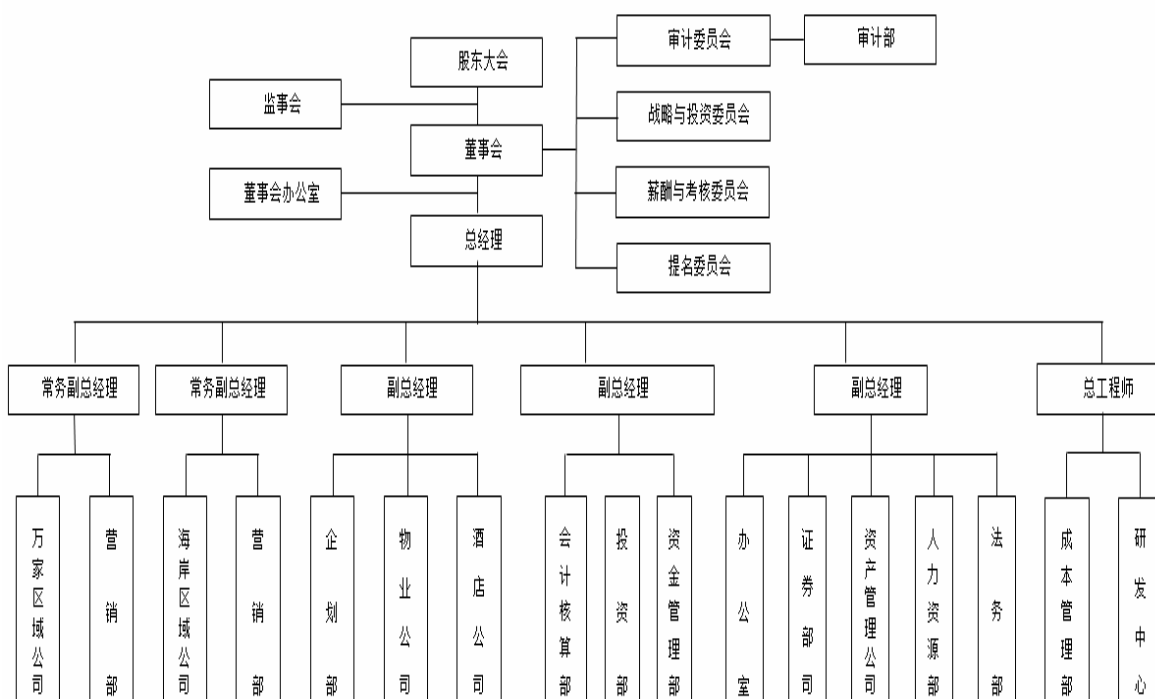 审计委员会
审计部
股东大会
监事会
战略与投资委员会
董事会
董事会办公室
薪酬与考核委员会
总经理
提名委员会
常务副总经理
常务副总经理
副总经理
副总经理
副总经理
总工程师
万家区域公司
营销部
海岸区域公司
营销部
企划部
物业公司
酒店公司
会计核算部
投资部
资金管理部
办公室
证券部司
资产管理公司
人力资源部
法务部
成本管理部
研发中心